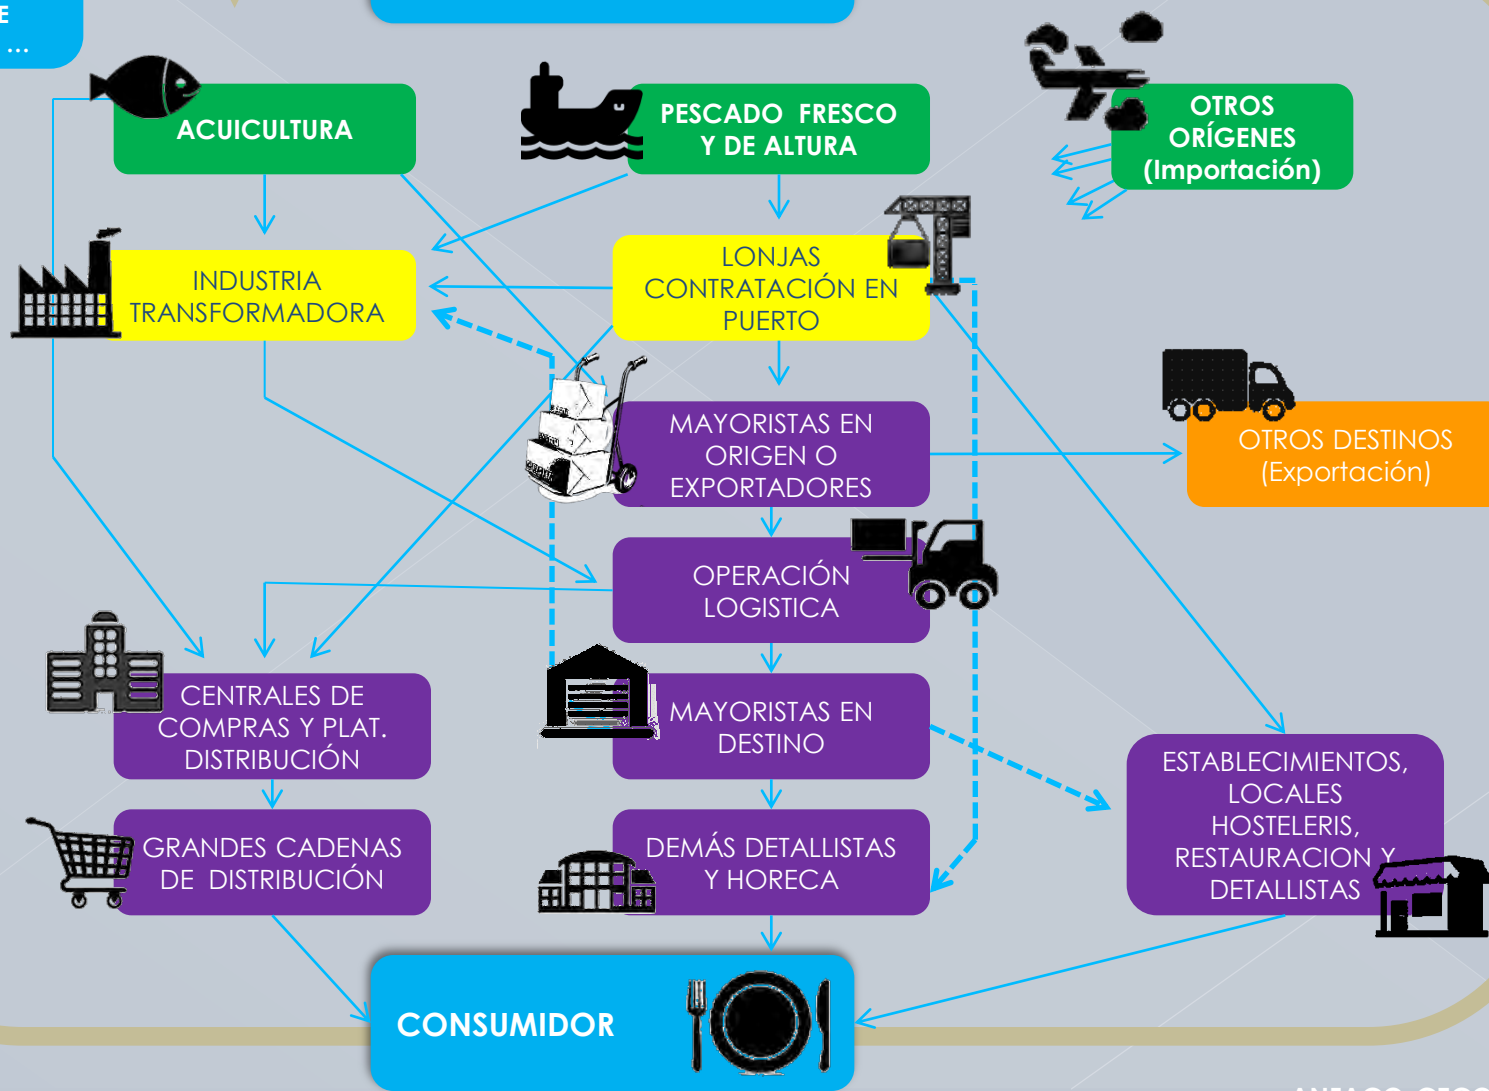 E
...
ACUICULTURA
PESCADO FRESCO
Y DE ALTURA
OTROS
ORÍGENES
(Importación)
INDUSTRIA
TRANSFORMADORA
LONJAS
CONTRATACIÓN EN
PUERTO
MAYORISTAS EN
ORIGEN O
EXPORTADORES
OTROS DESTINOS
(Exportación)
OPERACIÓN
LOGISTICA
CENTRALES DE
COMPRAS Y PLAT.
DISTRIBUCIÓN
MAYORISTAS EN
DESTINO
ESTABLECIMIENTOS,
LOCALES
HOSTELERIS,
RESTAURACION Y
DETALLISTAS
GRANDES CADENAS
DE DISTRIBUCIÓN
DEMÁS DETALLISTAS
Y HORECA
CONSUMIDOR